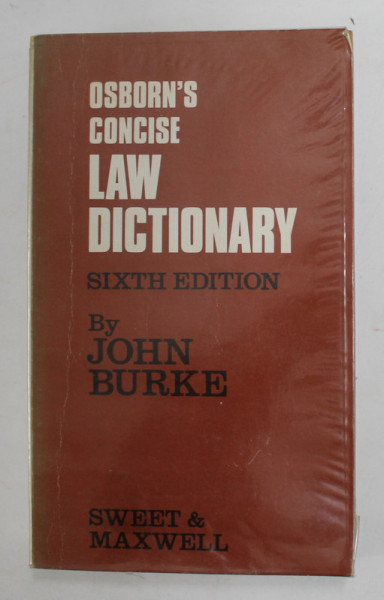 OSBORN'S
CONCISE
LAW
DICTIONARY
SIXTH EDITION
By
JOHN
BURKE
SWEET &
MAXWELL